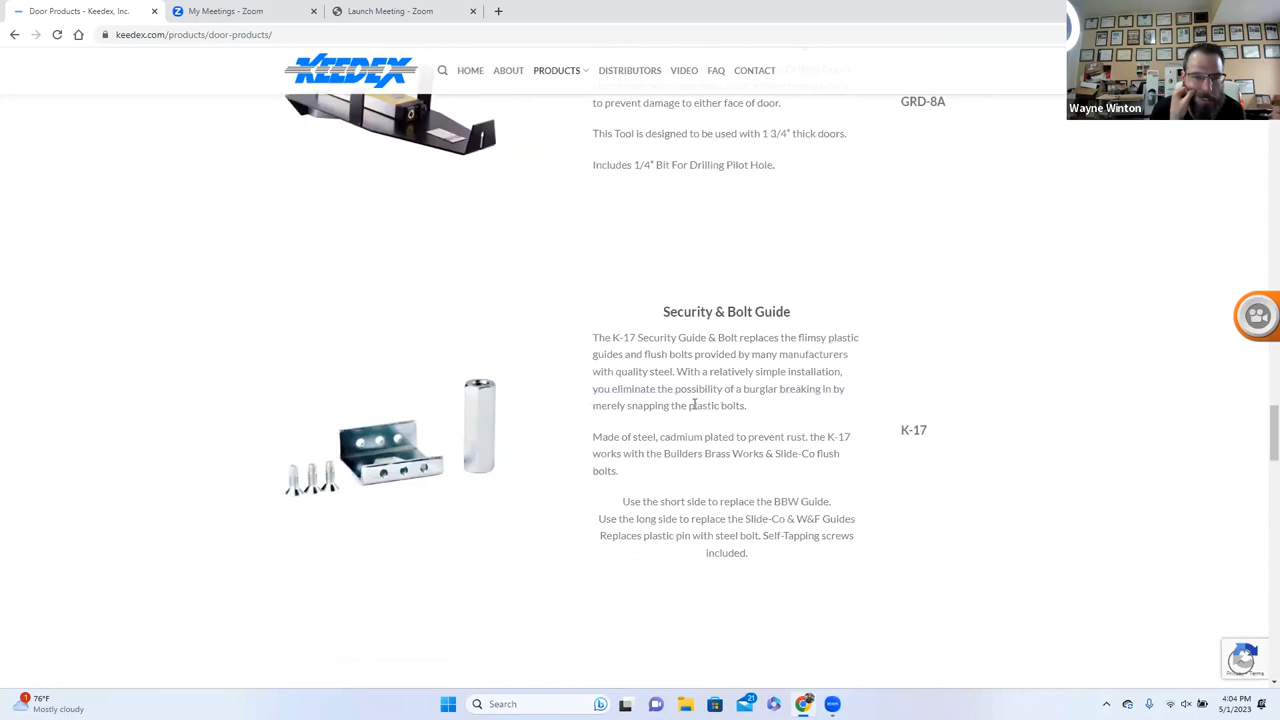 Door Products - Keedex, Inc.
My Meetings - Zoom
Launch Meeting - Zoom
keedex.com/products/door-products/
KEEDEX
HOME
ABOUT
PRODUCTS
DISTRIBUTORS
VIDEO
FAQ
CONTACT
Wayne Winton
to prevent damage to either face of door.
GRD-8A
This Tool is designed to be used with 1 3/4" thick doors.
Includes 1/4" Bit For Drilling Pilot Hole.
Security & Bolt Guide
The K-17 Security Guide & Bolt replaces the flimsy plastic
guides and flush bolts provided by many manufacturers
with quality steel. With a relatively simple installation,
you eliminate the possibility of a burglar breaking in by
merely snapping the plastic bolts.
Made of steel, cadmium plated to prevent rust, the K-17
works with the Builders Brass Works & Slide-Co flush
bolts.
K-17
Use the short side to replace the BBW Guide.
Use the long side to replace the Slide-Co & W&F Guides
Replaces plastic pin with steel bolt. Self-Tapping screws
included.
Privacy - Terms
1
76°F
Mostly cloudy
Search
21
4:04 PM
5/1/2023